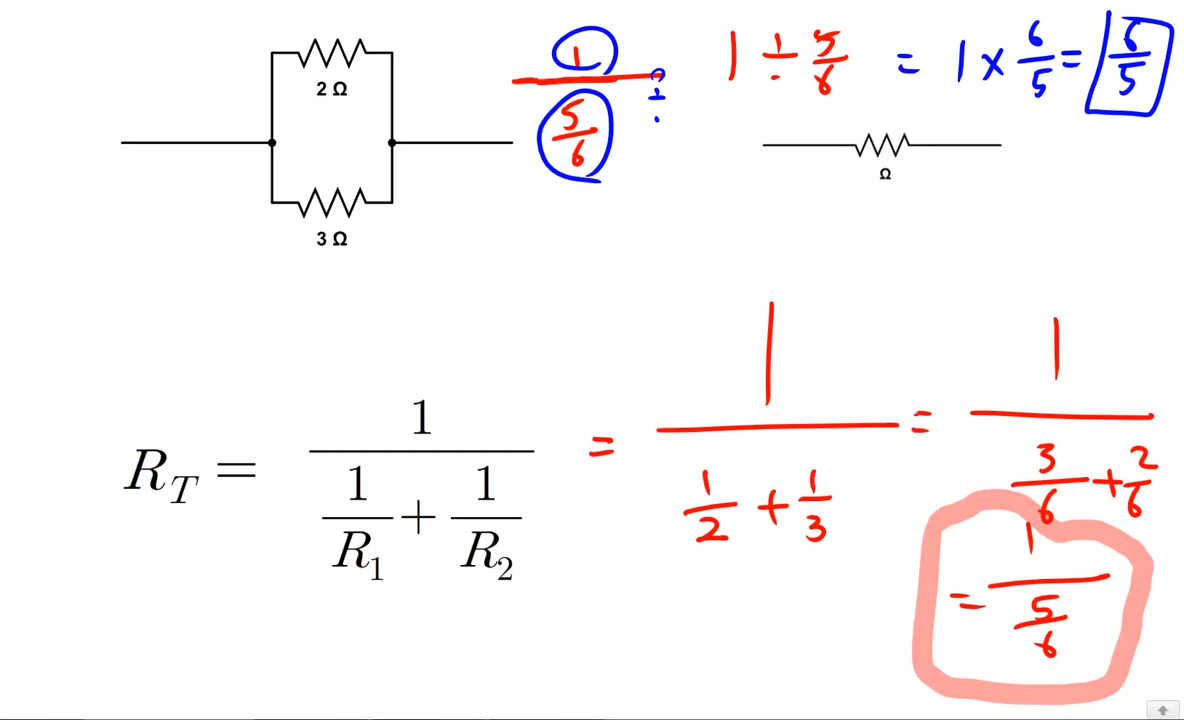 2 Ω
3 Ω
1 / (5/6) ÷
1 ÷ 5/6 = 1 × 6/5 = 6/5
Ω
R_T = 1 / (1/R_1 + 1/R_2) = 1 / (1/2 + 1/3) = 1 / (3/6 + 2/6)
= 1 / (5/6)